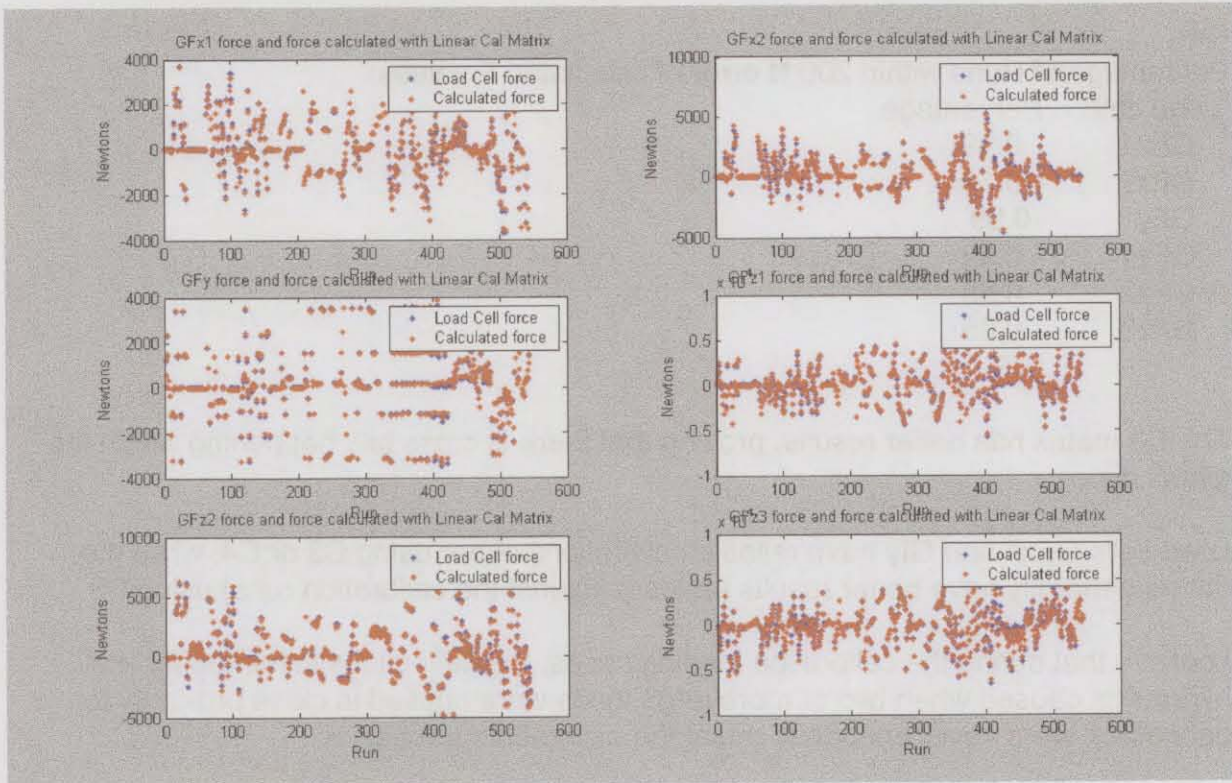 GFx1 force and force calculated with Linear Cal Matrix
4000
2000
0
-2000
-4000
Newtons
Load Cell force
Calculated force
0 100 200 300 400 500 600
Run
GFx2 force and force calculated with Linear Cal Matrix
10000
5000
0
-5000
Newtons
Load Cell force
Calculated force
0 100 200 300 400 500 600
GFy force and force calculated with Linear Cal Matrix
4000
2000
0
-2000
-4000
Newtons
Load Cell force
Calculated force
0 100 200 300 400 500 600
Run
GFz1 force and force calculated with Linear Cal Matrix
x 10^4
1
0.5
0
-0.5
-1
Newtons
Load Cell force
Calculated force
0 100 200 300 400 500 600
GFz2 force and force calculated with Linear Cal Matrix
10000
5000
0
-5000
Newtons
Load Cell force
Calculated force
0 100 200 300 400 500 600
Run
GFz3 force and force calculated with Linear Cal Matrix
x 10^4
1
0.5
0
-0.5
-1
Newtons
Load Cell force
Calculated force
0 100 200 300 400 500 600
Run